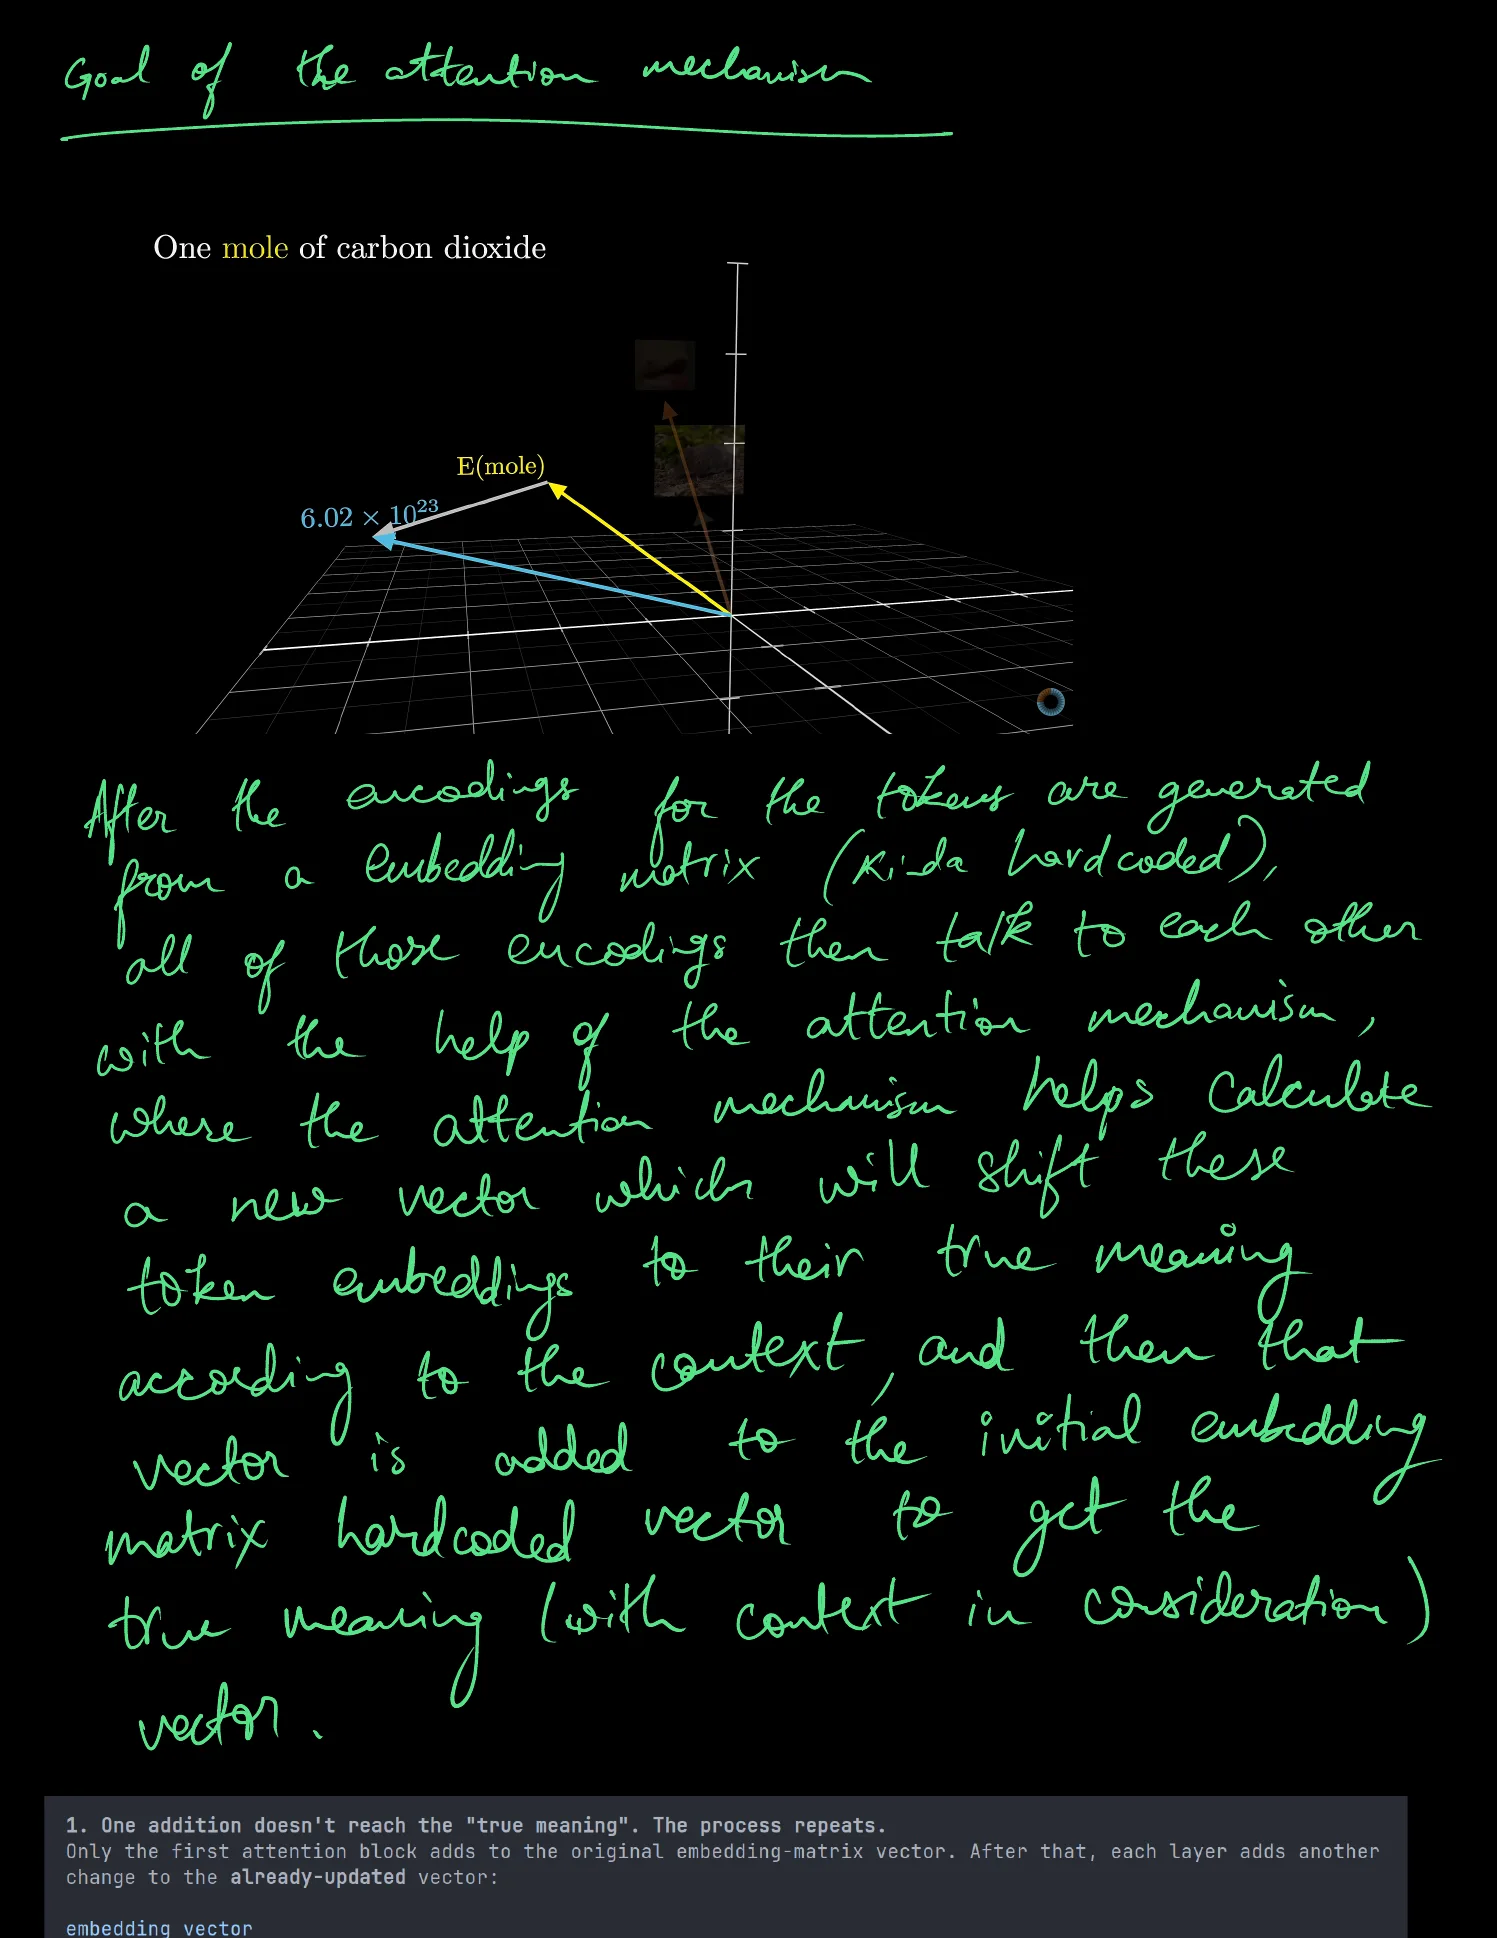 Goal of the attention mechanism
One mole of carbon dioxide
E(mole)
6.02 × 10²³
After the encodings for the tokens are generated
from a embedding matrix (kinda hardcoded),
all of those encodings then talk to each other
with the help of the attention mechanism,
where the attention mechanism helps calculate
a new vector which will shift these
token embeddings to their true meaning
according to the context, and then that
vector is added to the initial embedding
matrix hardcoded vector to get the
true meaning (with context in consideration)
vector.
1. One addition doesn't reach the "true meaning". The process repeats.
Only the first attention block adds to the original embedding-matrix vector. After that, each layer adds another
change to the already-updated vector:
embedding vector